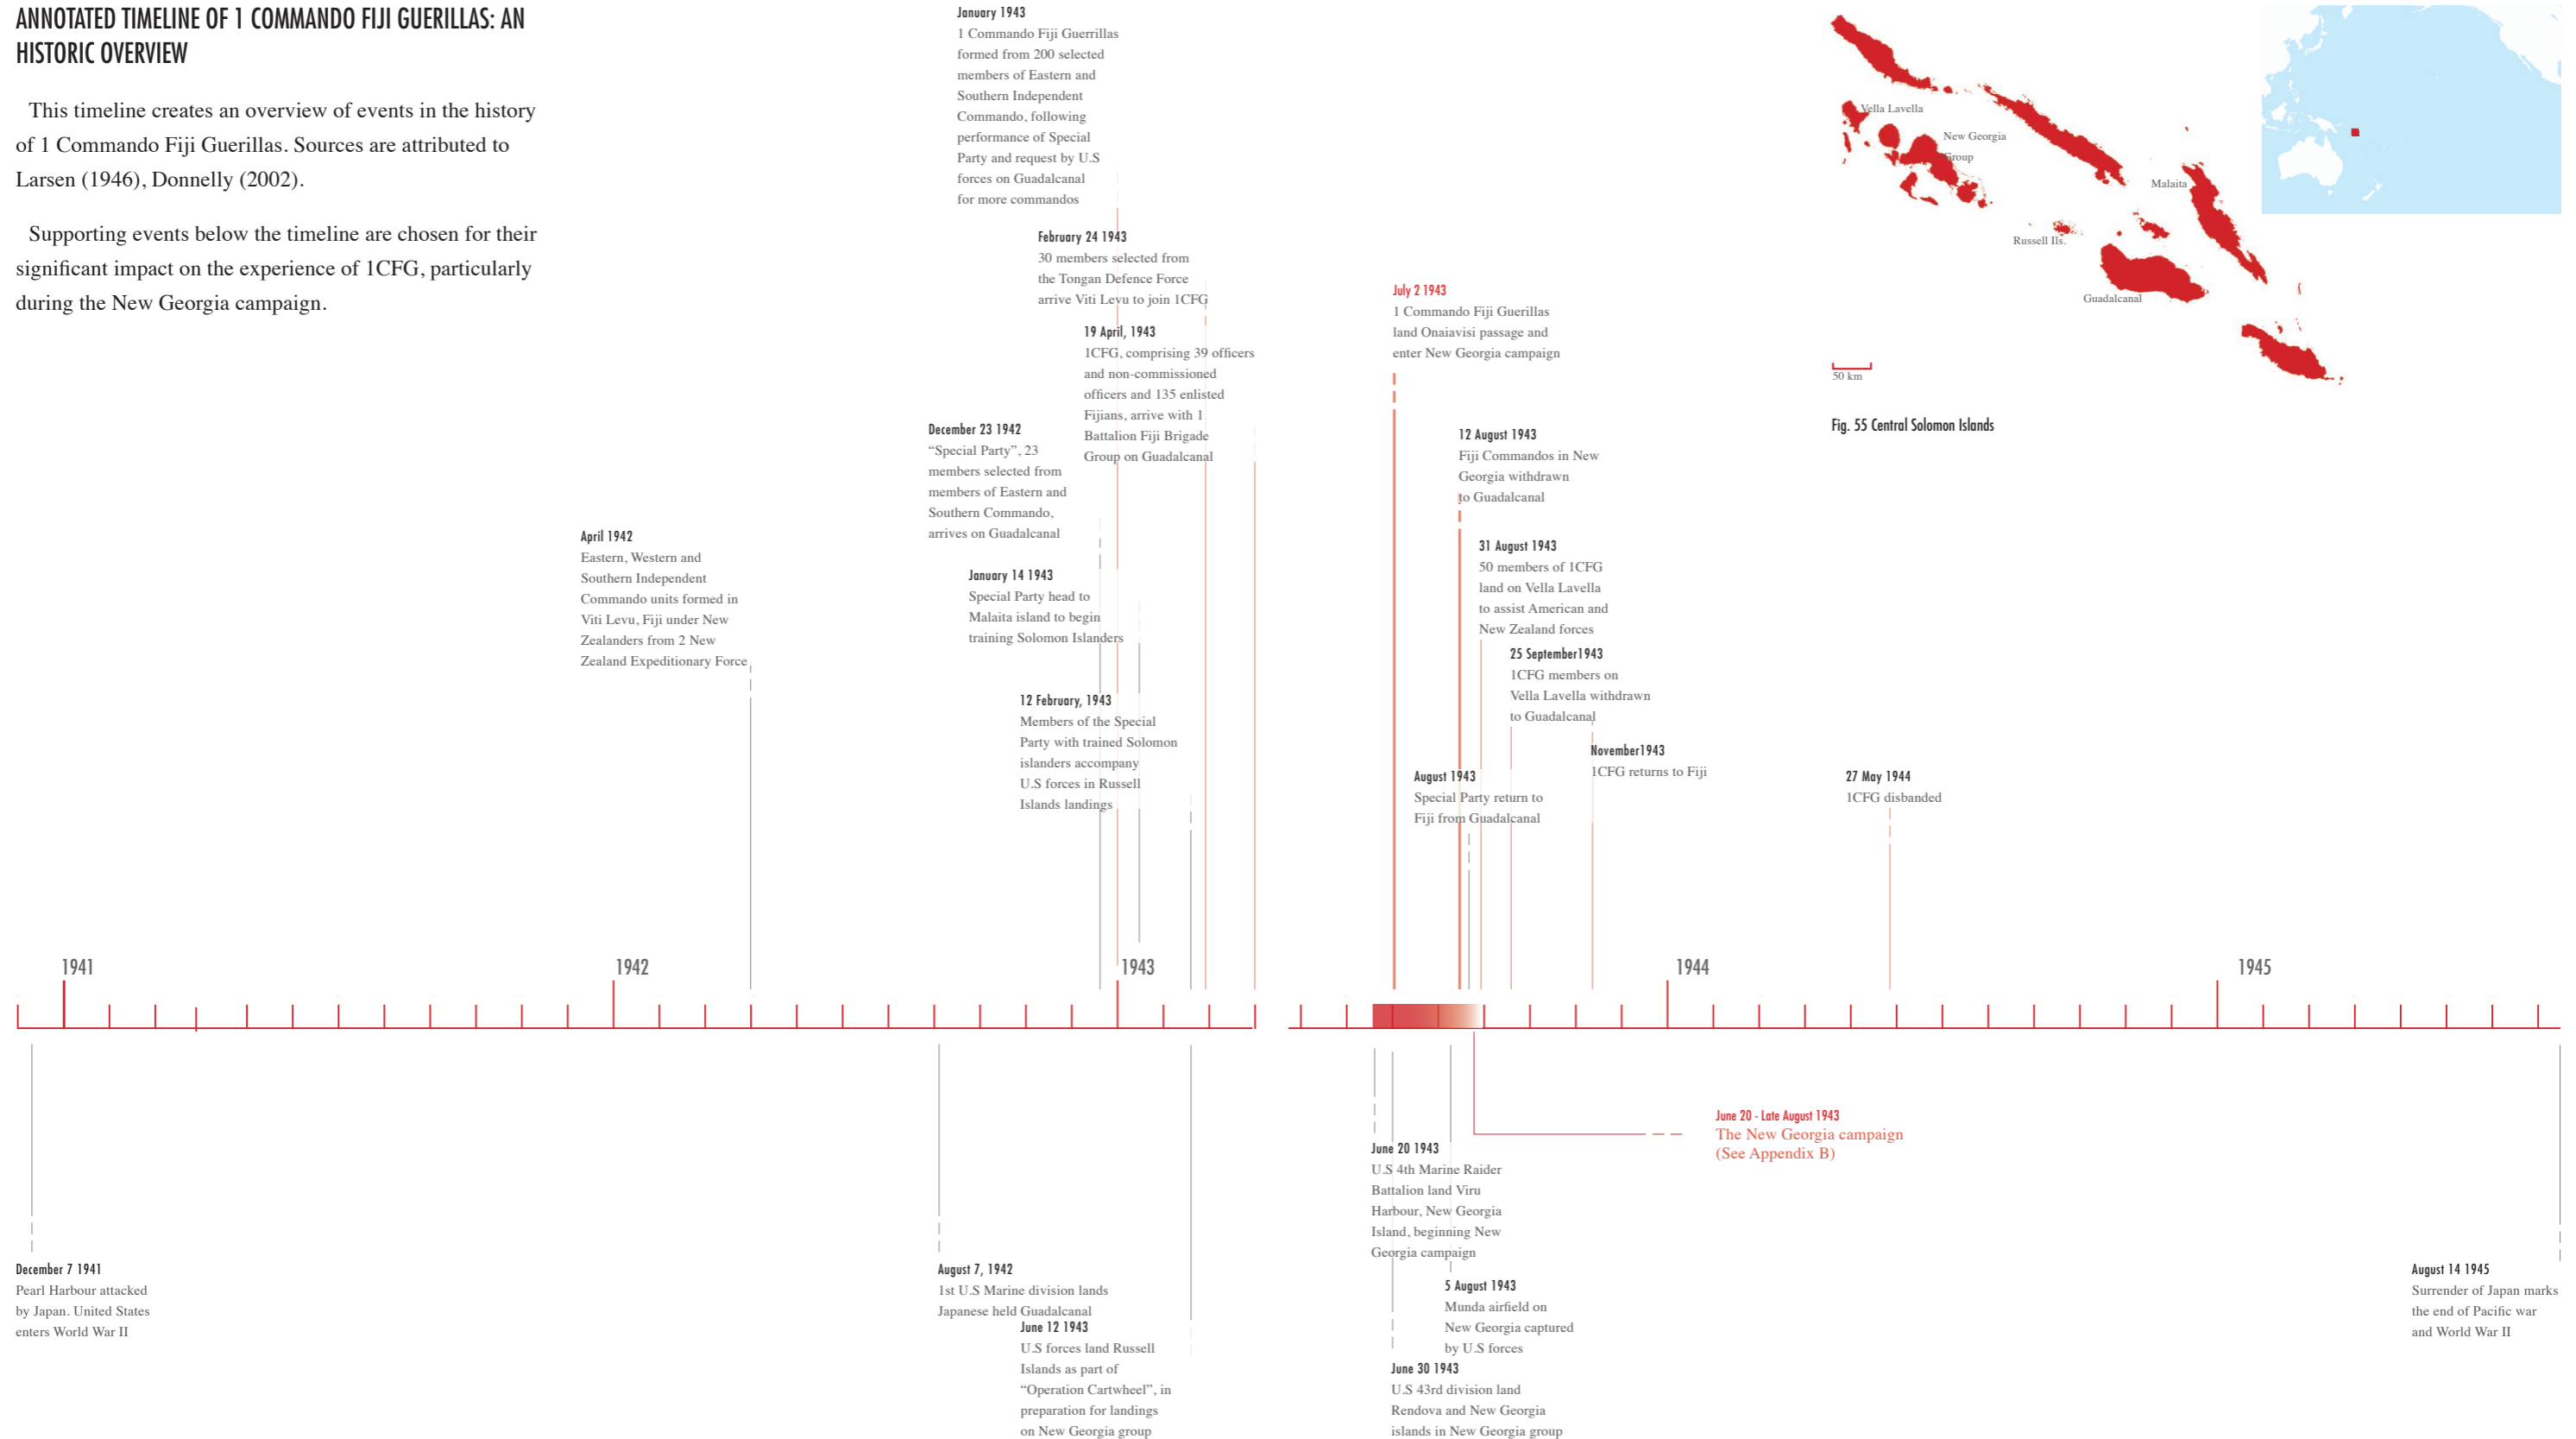 ANNOTATED TIMELINE OF 1 COMMANDO FIJI GUERILLAS: AN
HISTORIC OVERVIEW
This timeline creates an overview of events in the history
of 1 Commando Fiji Guerillas. Sources are attributed to
Larsen (1946), Donnelly (2002).
Supporting events below the timeline are chosen for their
significant impact on the experience of 1CFG, particularly
during the New Georgia campaign.
January 1943
1 Commando Fiji Guerrillas
formed from 200 selected
members of Eastern and
Southern Independent
Commando, following
performance of Special
Party and request by U.S
forces on Guadalcanal
for more commandos
February 24 1943
30 members selected from
the Tongan Defence Force
arrive Viti Levu to join 1CFG
19 April, 1943
1CFG, comprising 39 officers
and non-commissioned
officers and 135 enlisted
Fijians, arrive with 1
Battalion Fiji Brigade
Group on Guadalcanal
December 23 1942
“Special Party”, 23
members selected from
members of Eastern and
Southern Commando,
arrives on Guadalcanal
April 1942
Eastern, Western and
Southern Independent
Commando units formed in
Viti Levu, Fiji under New
Zealanders from 2 New
Zealand Expeditionary Force
January 14 1943
Special Party head to
Malaita island to begin
training Solomon Islanders
12 February, 1943
Members of the Special
Party with trained Solomon
islanders accompany
U.S forces in Russell
Islands landings
July 2 1943
1 Commando Fiji Guerillas
land Onaiavisi passage and
enter New Georgia campaign
12 August 1943
Fiji Commandos in New
Georgia withdrawn
to Guadalcanal
31 August 1943
50 members of 1CFG
land on Vella Lavella
to assist American and
New Zealand forces
25 September1943
1CFG members on
Vella Lavella withdrawn
to Guadalcanal
November1943
1CFG returns to Fiji
August 1943
Special Party return to
Fiji from Guadalcanal
27 May 1944
1CFG disbanded
Vella Lavella
New Georgia
Group
Malaita
Russell Ils.
Guadalcanal
50 km
Fig. 55 Central Solomon Islands
1941
1942
1943
1944
1945
December 7 1941
Pearl Harbour attacked
by Japan. United States
enters World War II
August 7, 1942
1st U.S Marine division lands
Japanese held Guadalcanal
June 12 1943
U.S forces land Russell
Islands as part of
“Operation Cartwheel”, in
preparation for landings
on New Georgia group
June 20 1943
U.S 4th Marine Raider
Battalion land Viru
Harbour, New Georgia
Island, beginning New
Georgia campaign
5 August 1943
Munda airfield on
New Georgia captured
by U.S forces
June 30 1943
U.S 43rd division land
Rendova and New Georgia
islands in New Georgia group
June 20 - Late August 1943
The New Georgia campaign
(See Appendix B)
August 14 1945
Surrender of Japan marks
the end of Pacific war
and World War II